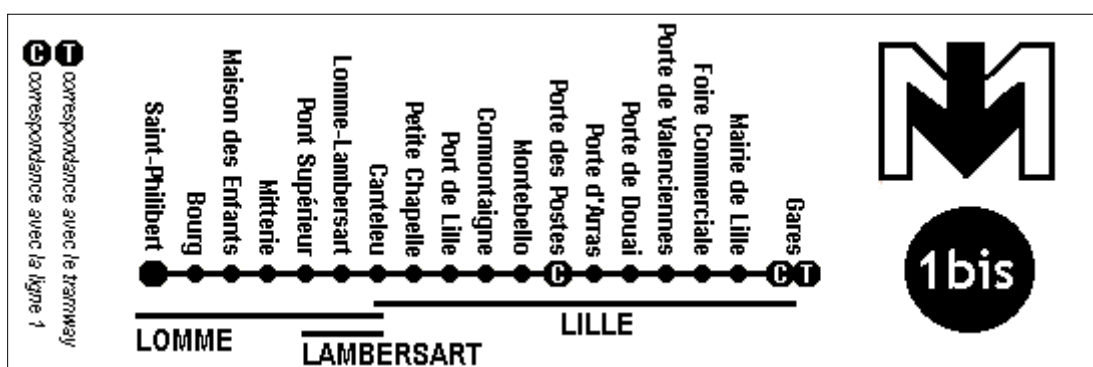 C correspondance avec la ligne 1
T correspondance avec le tramway
Saint-Philibert
Bourg
Maison des Enfants
Mitterie
Pont Supérieur
Lomme-Lambersart
Canteleu
Petite Chapelle
Port de Lille
Cormontaigne
Montebello
Porte des Postes
C
Porte d'Arras
Porte de Douai
Porte de Valenciennes
Foire Commerciale
Mairie de Lille
Gares
C T
LOMME
LAMBERSART
LILLE
M
1bis